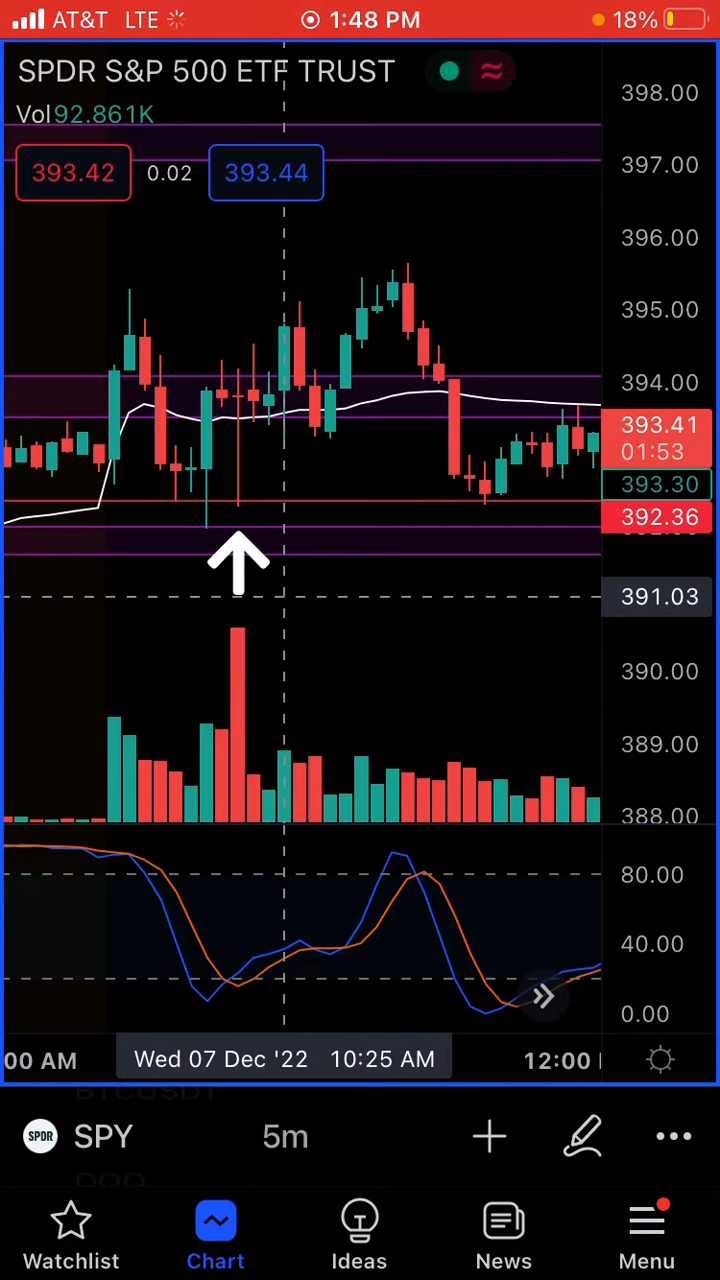 AT&T LTE 1:48 PM 18%
SPDR S&P 500 ETF TRUST
Vol 92.861K
393.42 0.02 393.44
398.00
397.00
396.00
395.00
394.00
393.41
01:53
393.30
392.36
391.03
390.00
389.00
388.00
80.00
40.00
0.00
00 AM Wed 07 Dec '22 10:25 AM 12:00
BTCUSDT
SPDR SPY 5m
Watchlist Chart Ideas News Menu